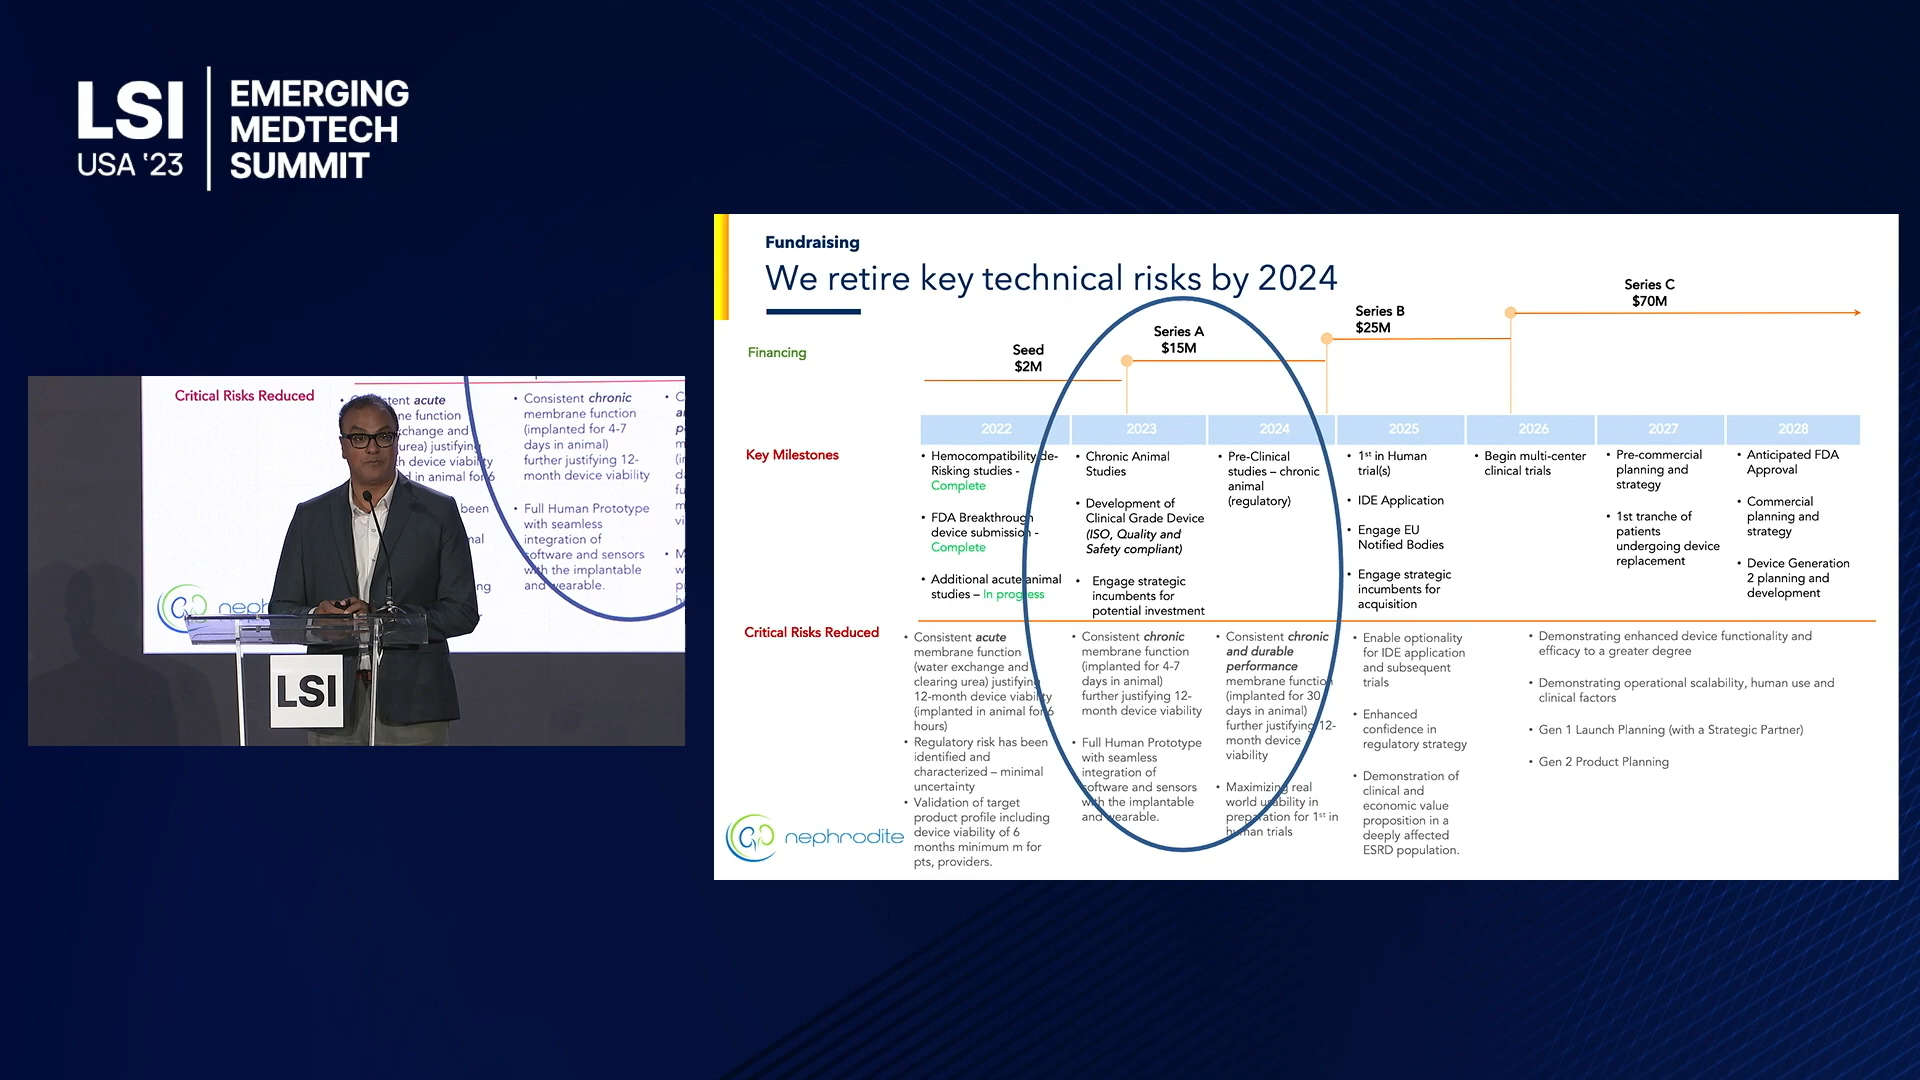 LSI
USA '23
EMERGING
MEDTECH
SUMMIT
Critical Risks Reduced
acute
function
change and
urea) justifying
device viability
in animal for 6
been
• Consistent chronic
membrane function
(implanted for 4-7
days in animal)
further justifying 12-
month device viability
• Full Human Prototype
with seamless
integration of
software and sensors
with the implantable
and wearable.
LSI
Fundraising
We retire key technical risks by 2024
Financing
Seed
$2M
Series A
$15M
Series B
$25M
Series C
$70M
2022
2023
2024
2025
2026
2027
2028
Key Milestones
• Hemocompatibility de-
Risking studies -
Complete
• FDA Breakthrough
device submission -
Complete
• Additional acute animal
studies – In progress
• Chronic Animal
Studies
• Development of
Clinical Grade Device
(ISO, Quality and
Safety compliant)
• Engage strategic
incumbents for
potential investment
• Pre-Clinical
studies – chronic
animal
(regulatory)
• 1st in Human
trial(s)
• IDE Application
• Engage EU
Notified Bodies
• Engage strategic
incumbents for
acquisition
• Begin multi-center
clinical trials
• Pre-commercial
planning and
strategy
• 1st tranche of
patients
undergoing device
replacement
• Anticipated FDA
Approval
• Commercial
planning and
strategy
• Device Generation
2 planning and
development
Critical Risks Reduced
• Consistent acute
membrane function
(water exchange and
clearing urea) justifying
12-month device viability
(implanted in animal for 6
hours)
• Regulatory risk has been
identified and
characterized – minimal
uncertainty
• Validation of target
product profile including
device viability of 6
months minimum m for
pts, providers.
• Consistent chronic
membrane function
(implanted for 4-7
days in animal)
further justifying 12-
month device viability
• Full Human Prototype
with seamless
integration of
software and sensors
with the implantable
and wearable.
• Consistent chronic
and durable
performance
membrane function
(implanted for 30
days in animal)
further justifying 12-
month device
viability
• Maximizing real
world usability in
preparation for 1st in
human trials
• Enable optionality
for IDE application
and subsequent
trials
• Enhanced
confidence in
regulatory strategy
• Demonstration of
clinical and
economic value
proposition in a
deeply affected
ESRD population.
• Demonstrating enhanced device functionality and
efficacy to a greater degree
• Demonstrating operational scalability, human use and
clinical factors
• Gen 1 Launch Planning (with a Strategic Partner)
• Gen 2 Product Planning
nephrodite